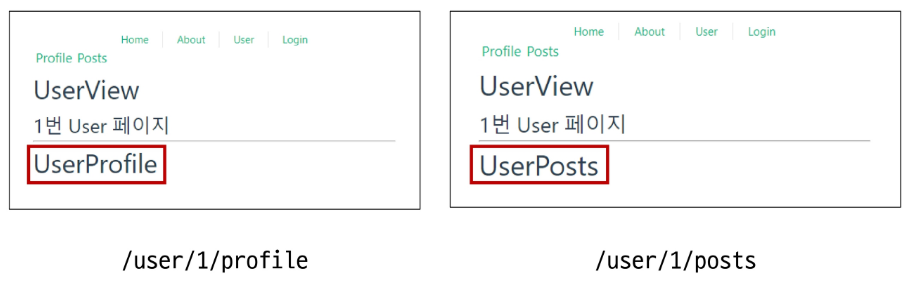 Home About User Login
Profile Posts
UserView
1번 User 페이지
UserProfile
/user/1/profile
Home About User Login
Profile Posts
UserView
1번 User 페이지
UserPosts
/user/1/posts